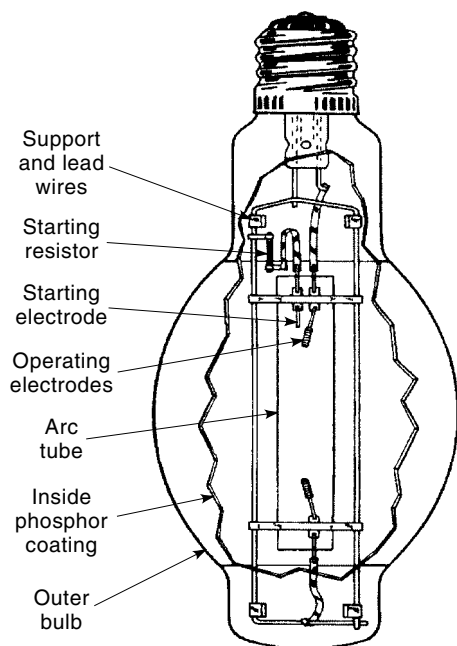 Support
and lead
wires
Starting
resistor
Starting
electrode
Operating
electrodes
Arc
tube
Inside
phosphor
coating
Outer
bulb